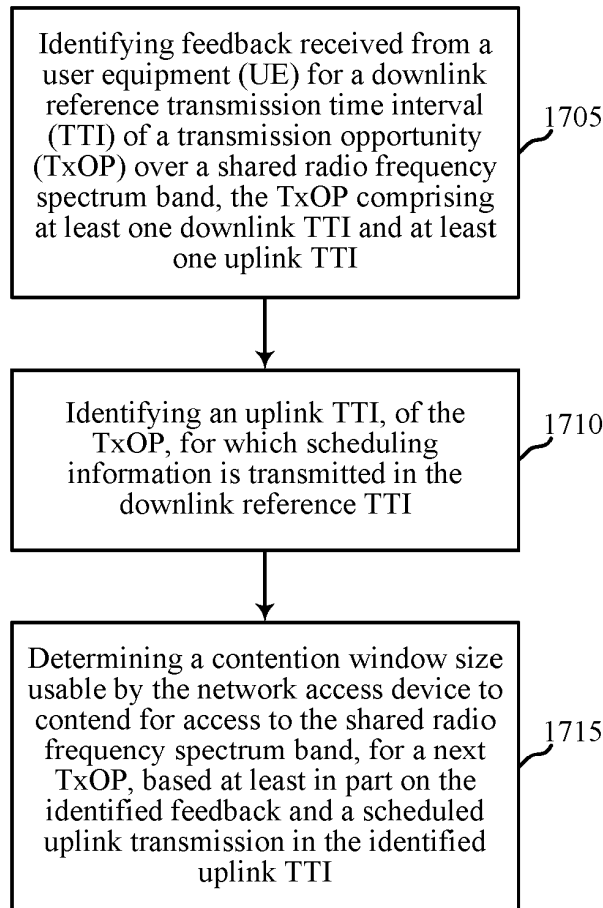 Identifying feedback received from a
user equipment (UE) for a downlink
reference transmission time interval
(TTI) of a transmission opportunity
(TxOP) over a shared radio frequency
spectrum band, the TxOP comprising
at least one downlink TTI and at least
one uplink TTI
1705
Identifying an uplink TTI, of the
TxOP, for which scheduling
information is transmitted in the
downlink reference TTI
1710
Determining a contention window size
usable by the network access device to
contend for access to the shared radio
frequency spectrum band, for a next
TxOP, based at least in part on the
identified feedback and a scheduled
uplink transmission in the identified
uplink TTI
1715